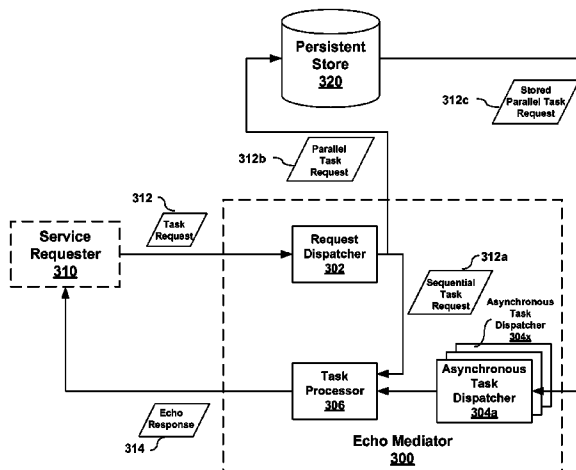 Persistent
Store
320
312c
Stored
Parallel Task
Request
312b
Parallel
Task
Request
312
Task
Request
Service
Requester
310
Request
Dispatcher
302
312a
Sequential
Task
Request
Asynchronous
Task
Dispatcher
304x
Task
Processor
306
Asynchronous
Task
Dispatcher
304a
Echo
Response
314
Echo Mediator
300